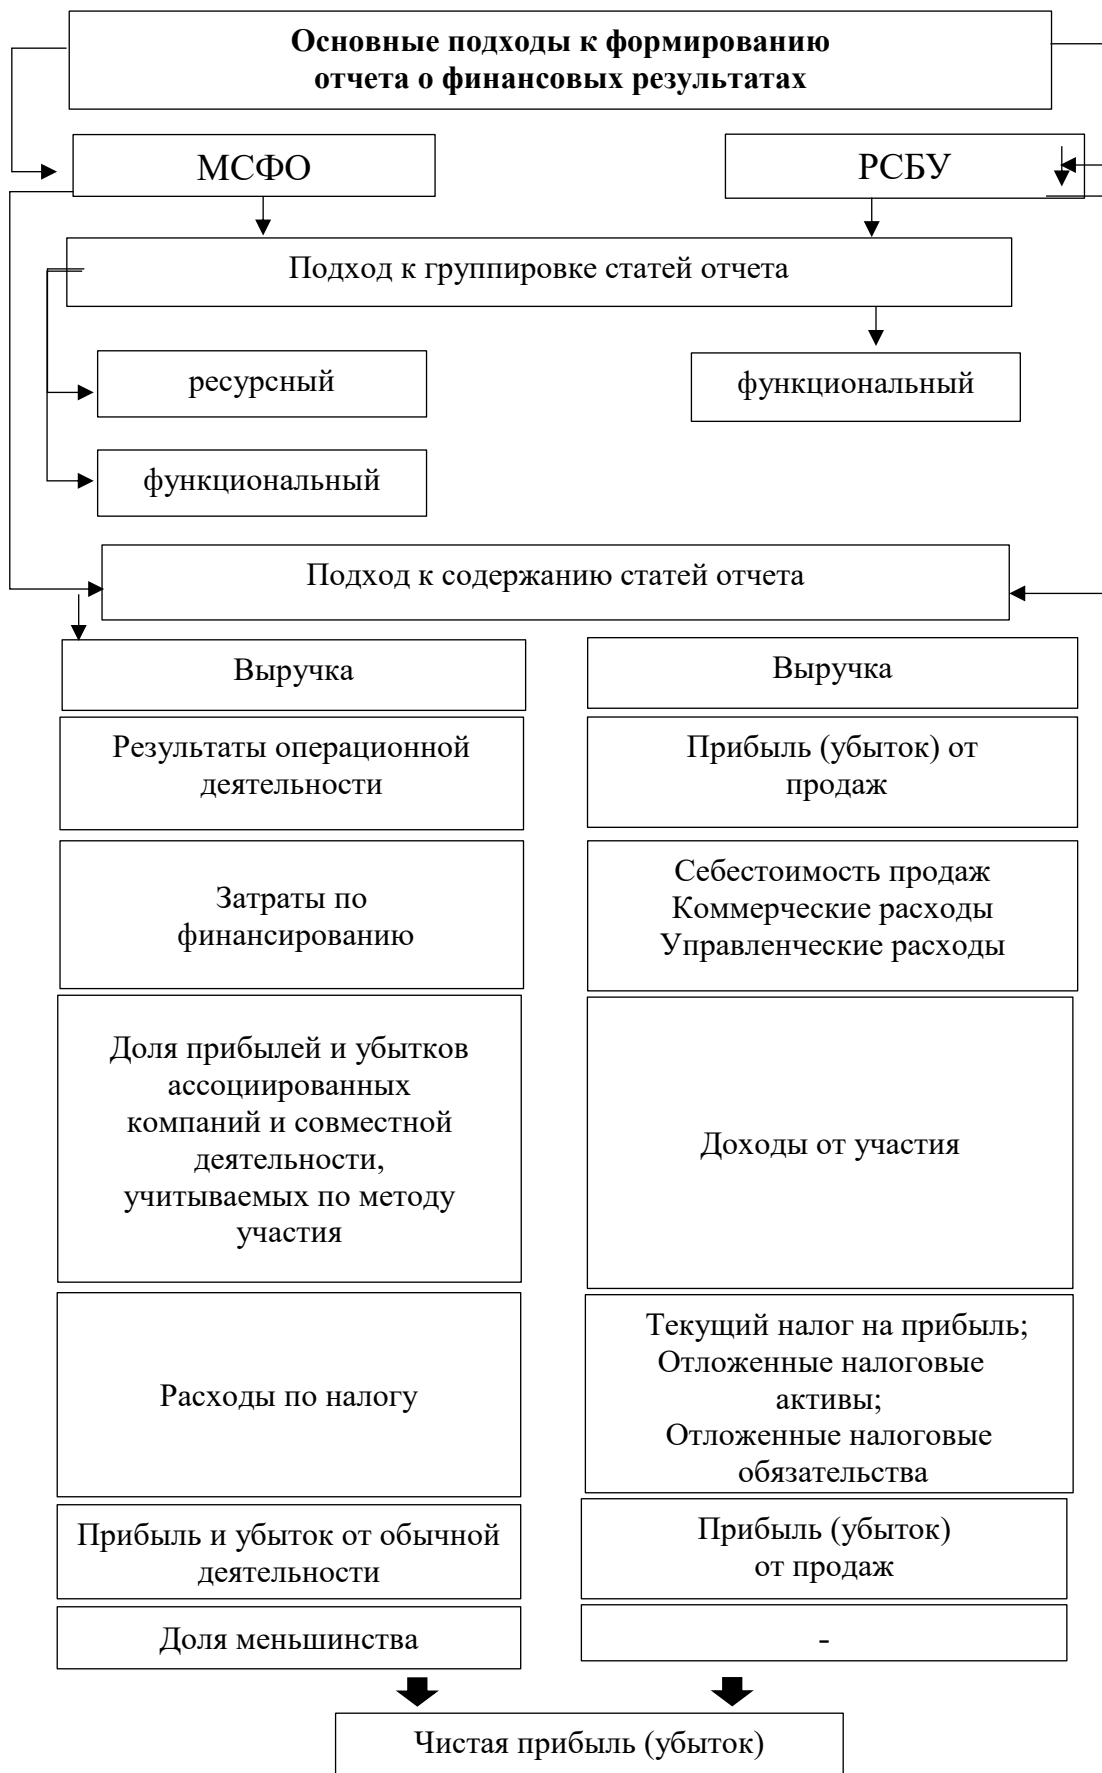 Основные подходы к формированию
отчета о финансовых результатах
МСФО
РСБУ
Подход к группировке статей отчета
ресурсный
функциональный
функциональный
Подход к содержанию статей отчета
Выручка
Выручка
Результаты операционной
деятельности
Прибыль (убыток) от
продаж
Затраты по
финансированию
Себестоимость продаж
Коммерческие расходы
Управленческие расходы
Доля прибылей и убытков
ассоциированных
компаний и совместной
деятельности,
учитываемых по методу
участия
Доходы от участия
Расходы по налогу
Текущий налог на прибыль;
Отложенные налоговые
активы;
Отложенные налоговые
обязательства
Прибыль и убыток от обычной
деятельности
Прибыль (убыток)
от продаж
Доля меньшинства
-
Чистая прибыль (убыток)